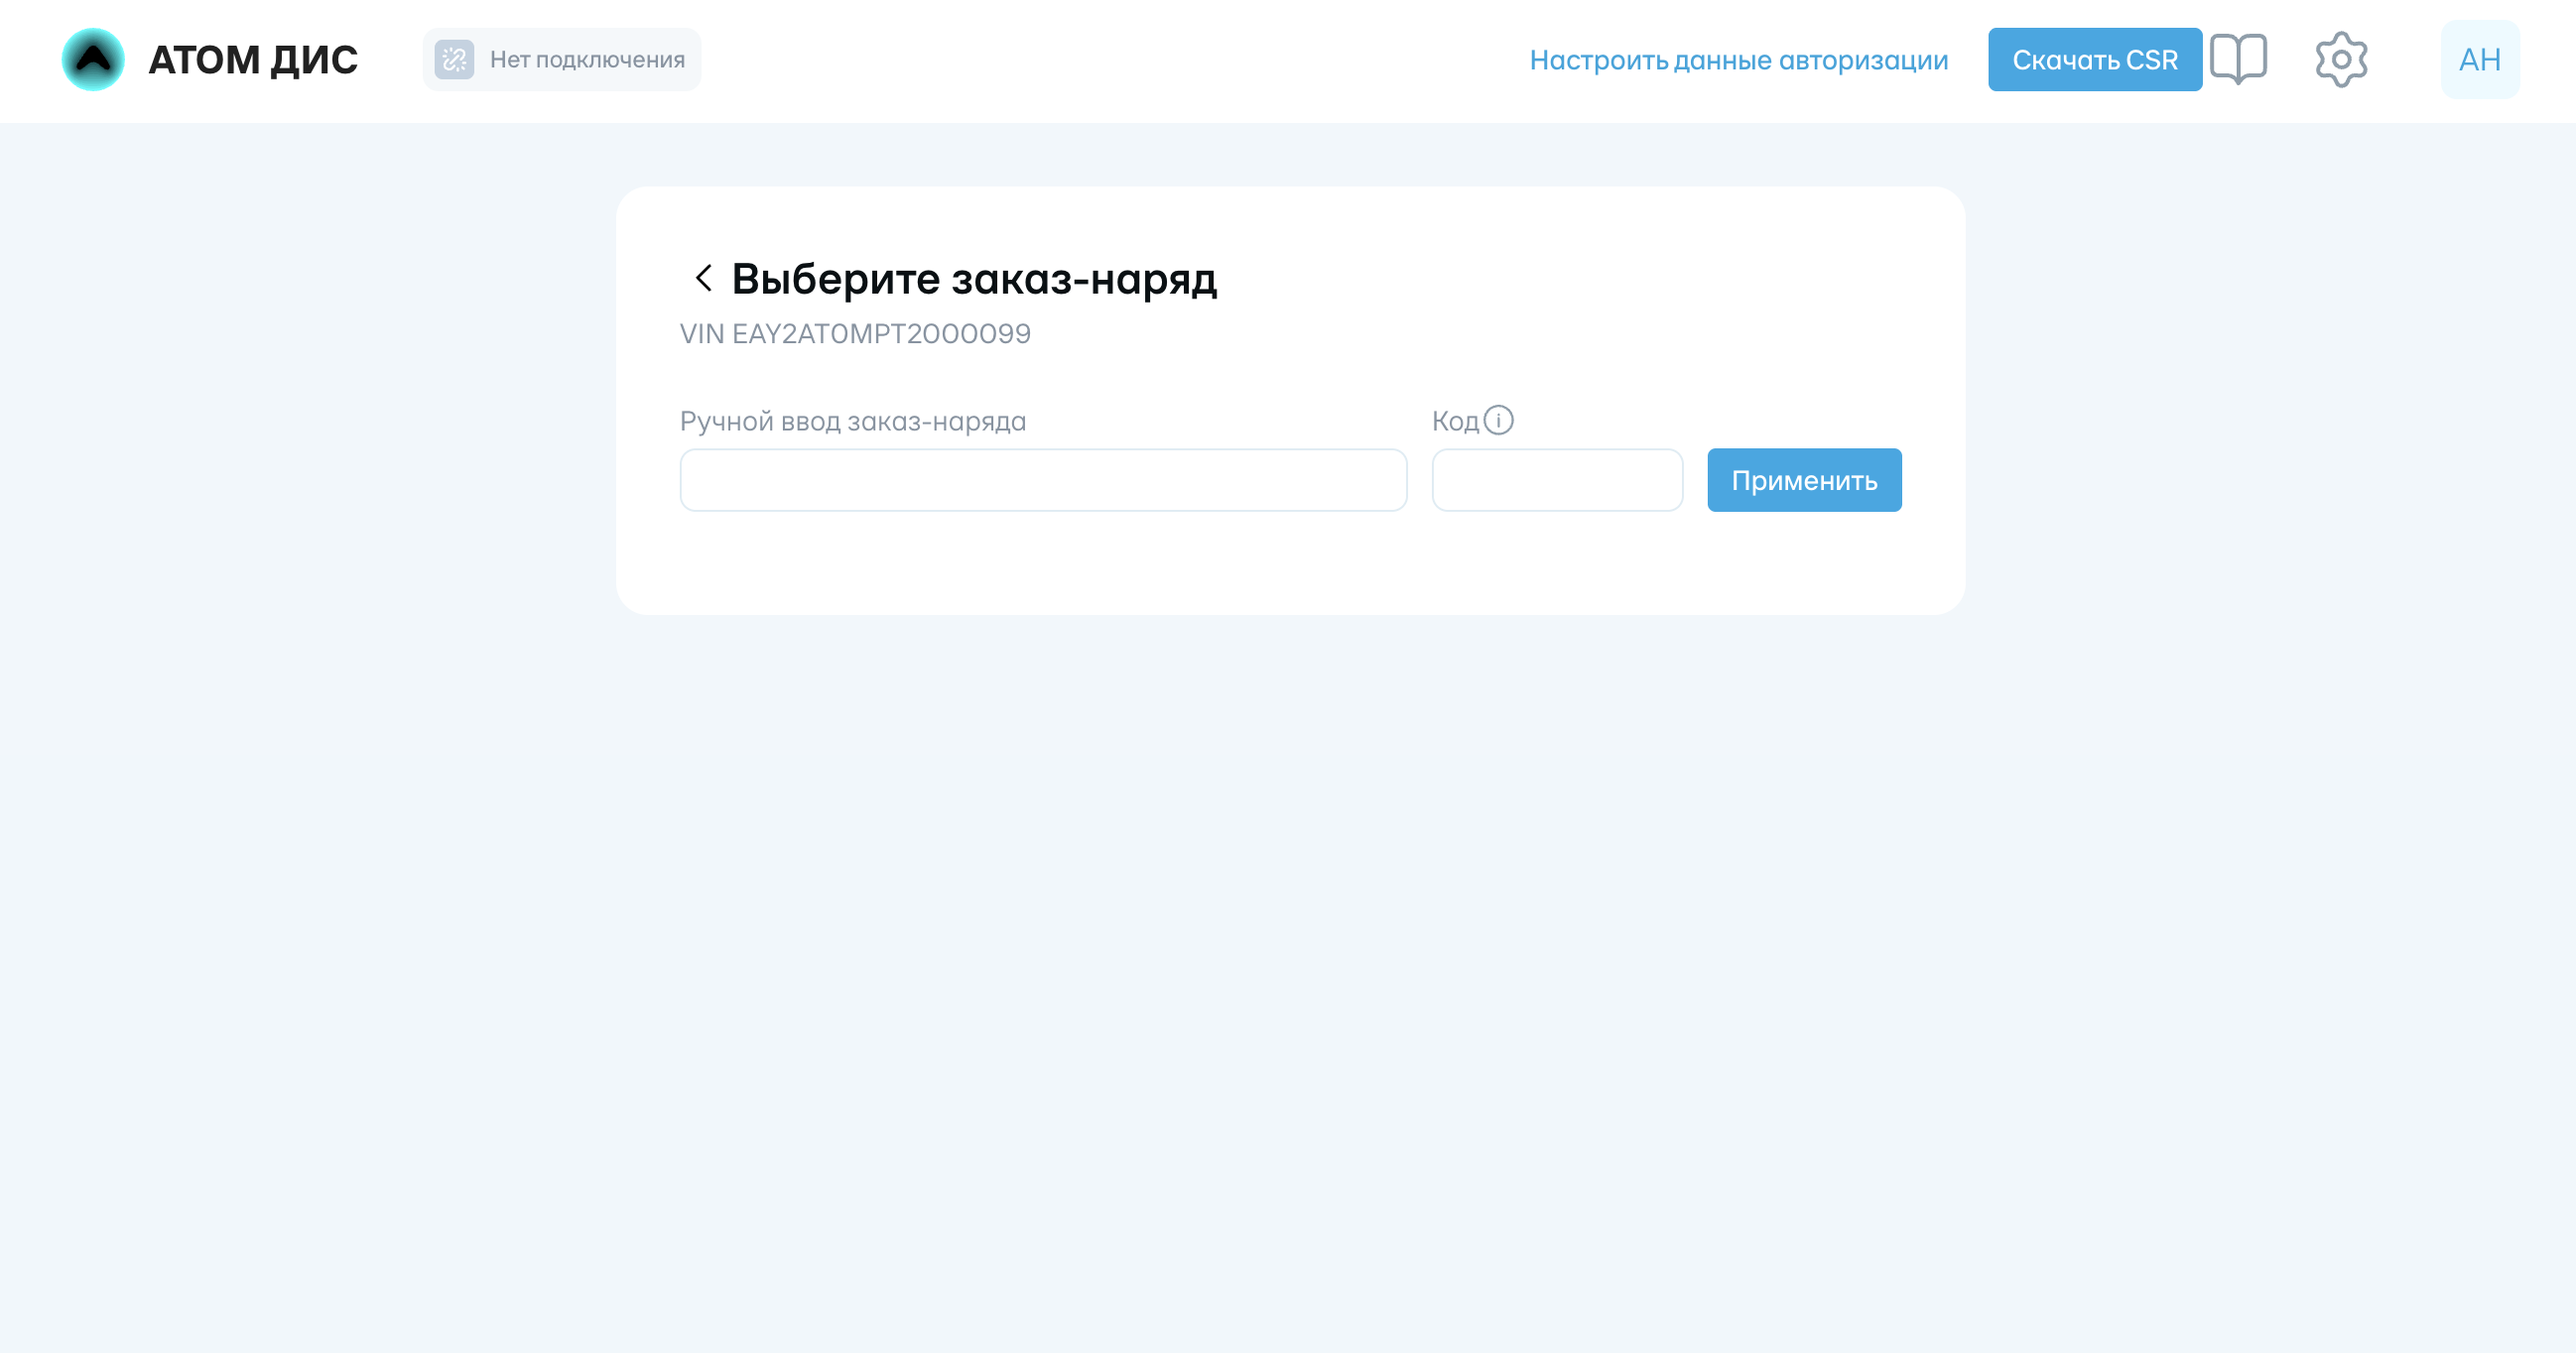 АТОМ ДИС
Нет подключения
Настроить данные авторизации
Скачать CSR
АН
Выберите заказ-наряд
VIN EAY2AT0MPT2000099
Ручной ввод заказ-наряда
Код
Применить